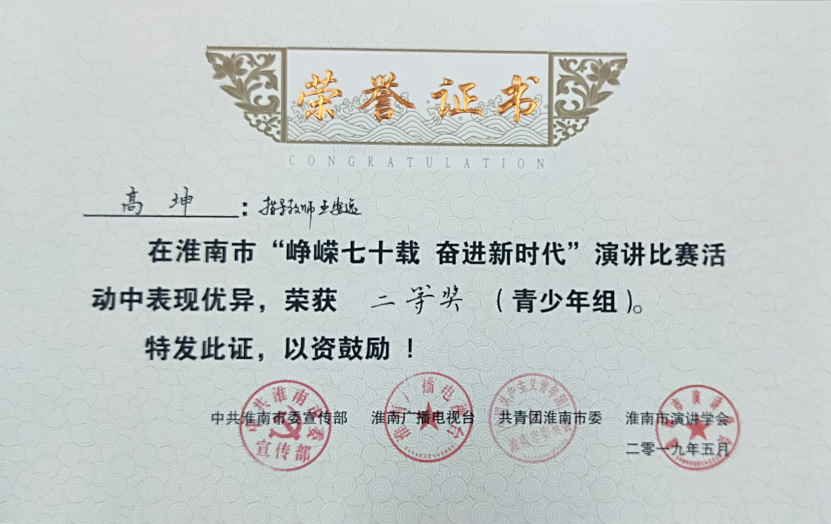 荣誉证书
CONGRATULATION
高坤：指导教师王安远
在淮南市“峥嵘七十载 奋进新时代”演讲比赛活
动中表现优异，荣获 二等奖 （青少年组）。
特发此证，以资鼓励！
中共淮南市委宣传部 淮南广播电视台 共青团淮南市委 淮南市演讲学会
二零一九年五月